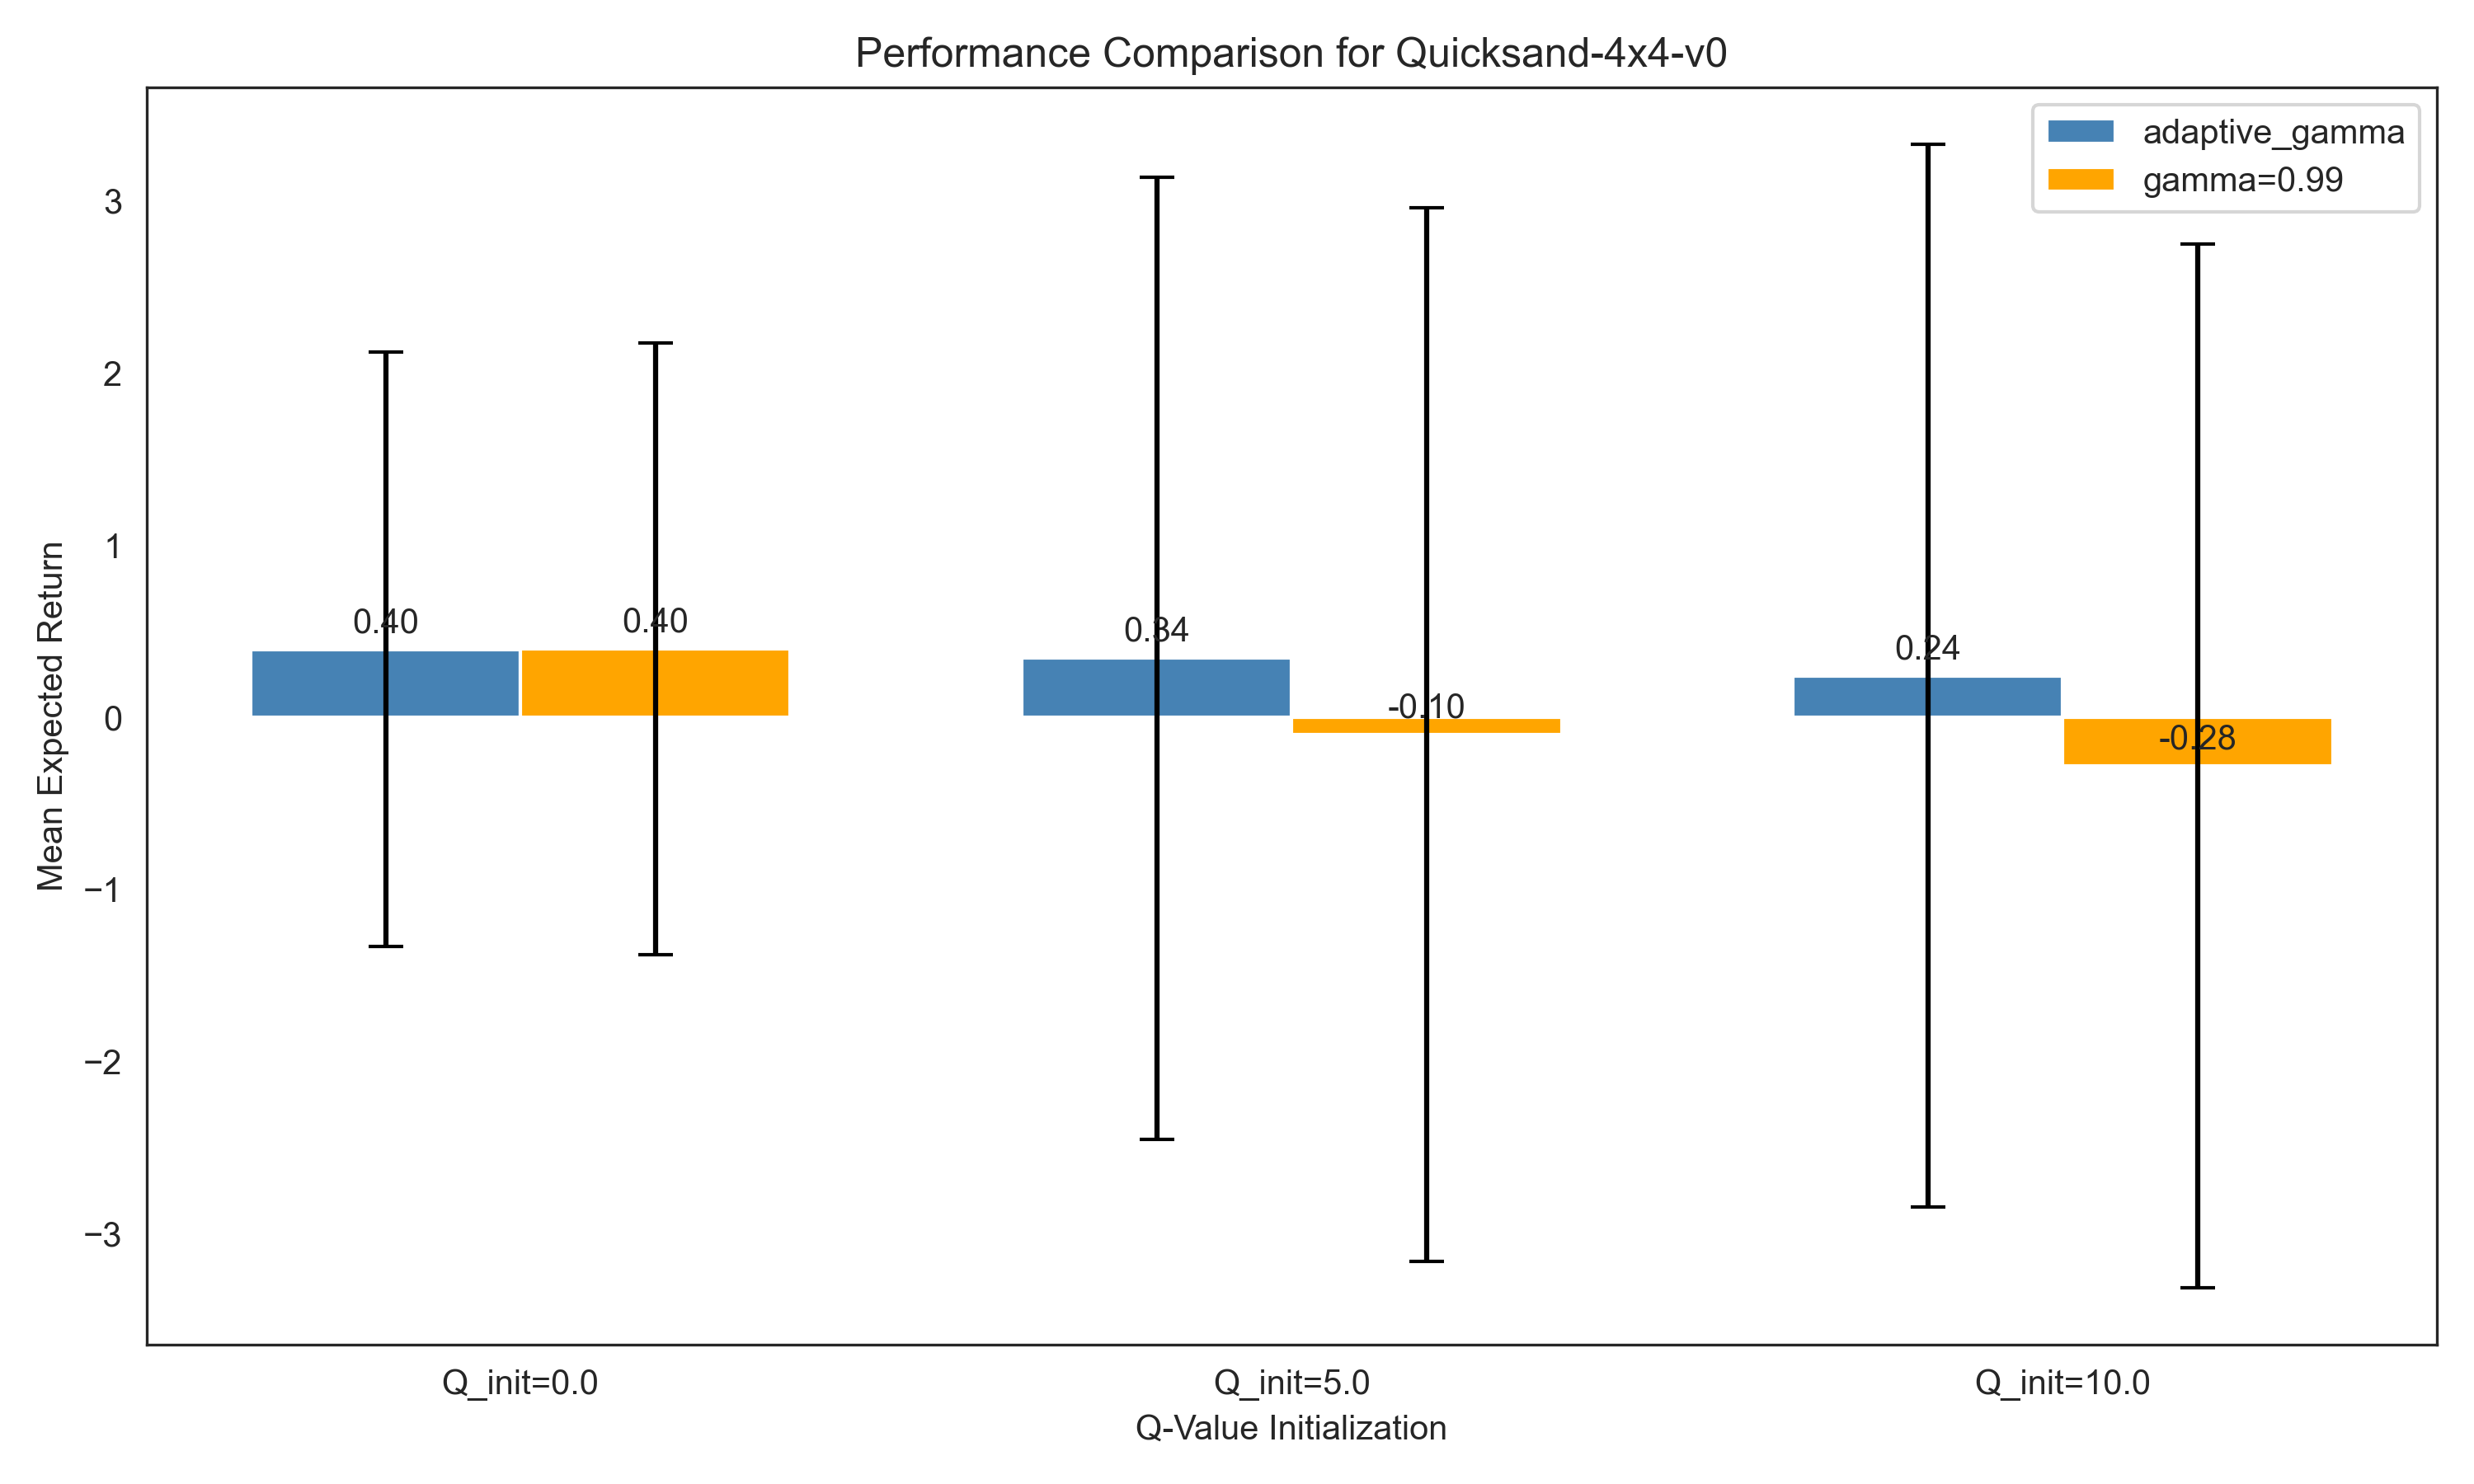 Performance Comparison for Quicksand-4x4-v0
adaptive_gamma
gamma=0.99
Mean Expected Return
3
2
1
0
−1
−2
−3
0.40
0.40
0.34
-0.10
0.24
-0.28
Q_init=0.0
Q_init=5.0
Q_init=10.0
Q-Value Initialization